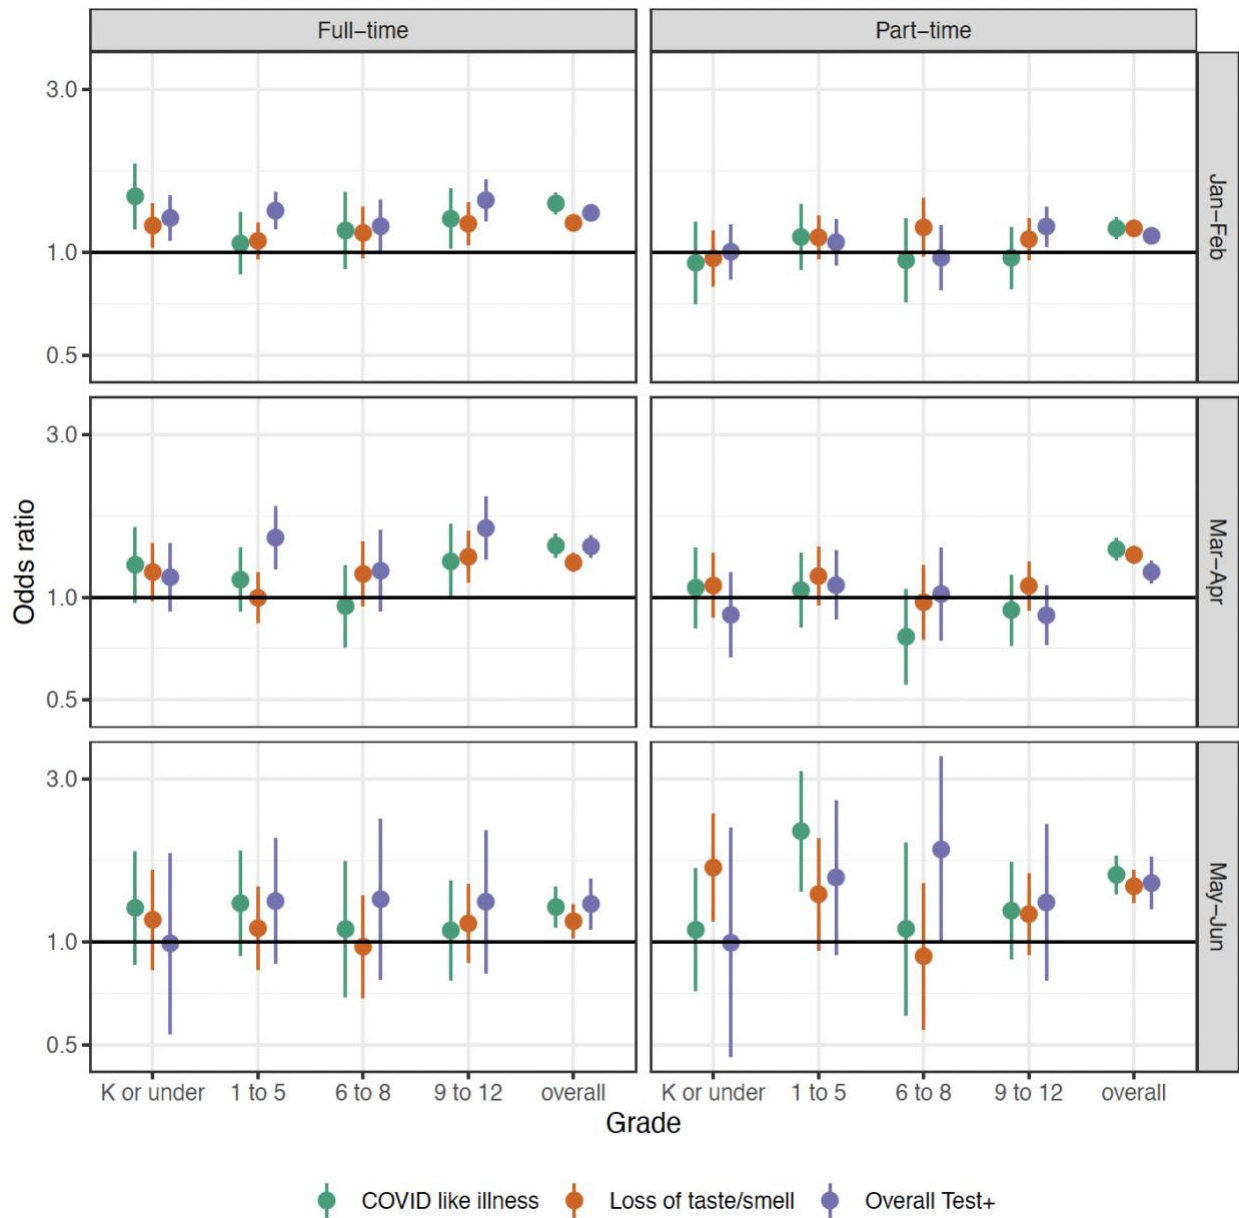 Full-time
Part-time
3.0
1.0
0.5
Jan-Feb
3.0
1.0
0.5
Mar-Apr
Odds ratio
3.0
1.0
0.5
May-Jun
K or under 1 to 5 6 to 8 9 to 12 overall
K or under 1 to 5 6 to 8 9 to 12 overall
Grade
COVID like illness Loss of taste/smell Overall Test+